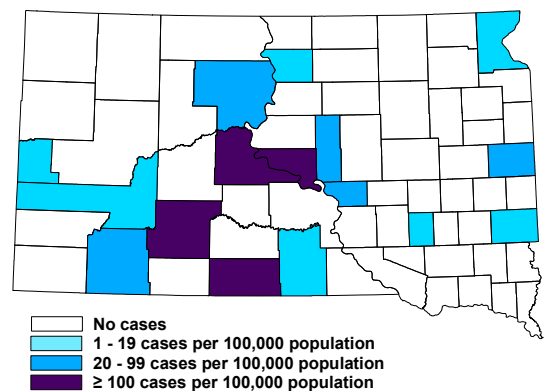 No cases
1 - 19 cases per 100,000 population
20 - 99 cases per 100,000 population
≥ 100 cases per 100,000 population